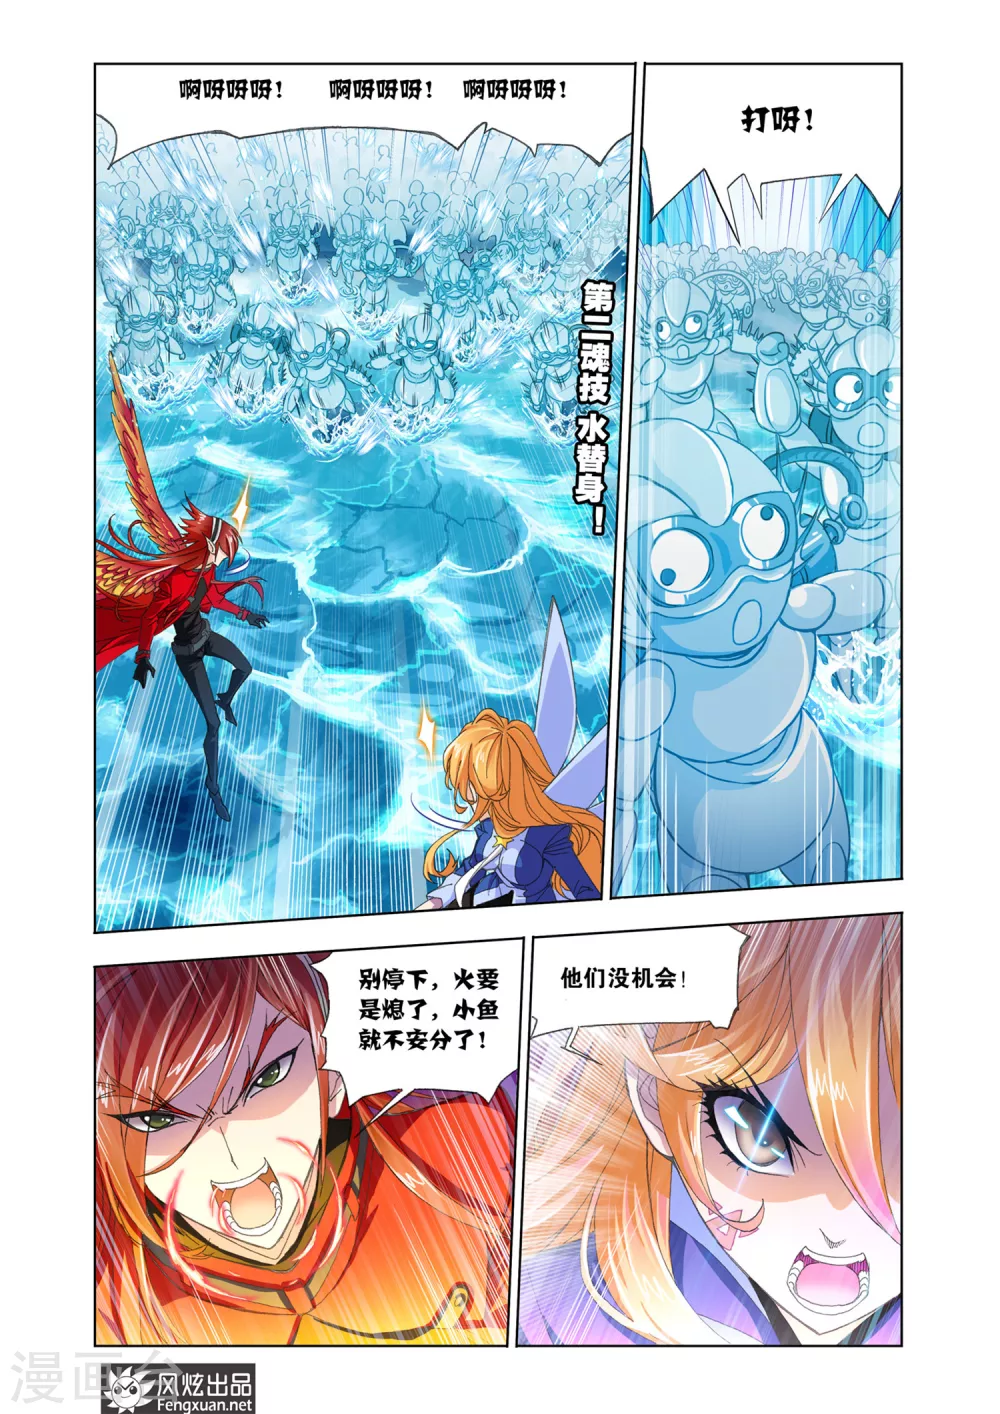 啊呀呀呀！ 啊呀呀呀！ 啊呀呀呀！
打呀！
第二魂技 水替身！
别停下，火要
是熄了，小鱼
就不安分了！
他们没机会！
漫画台
风炫出品
Fengxuan.net